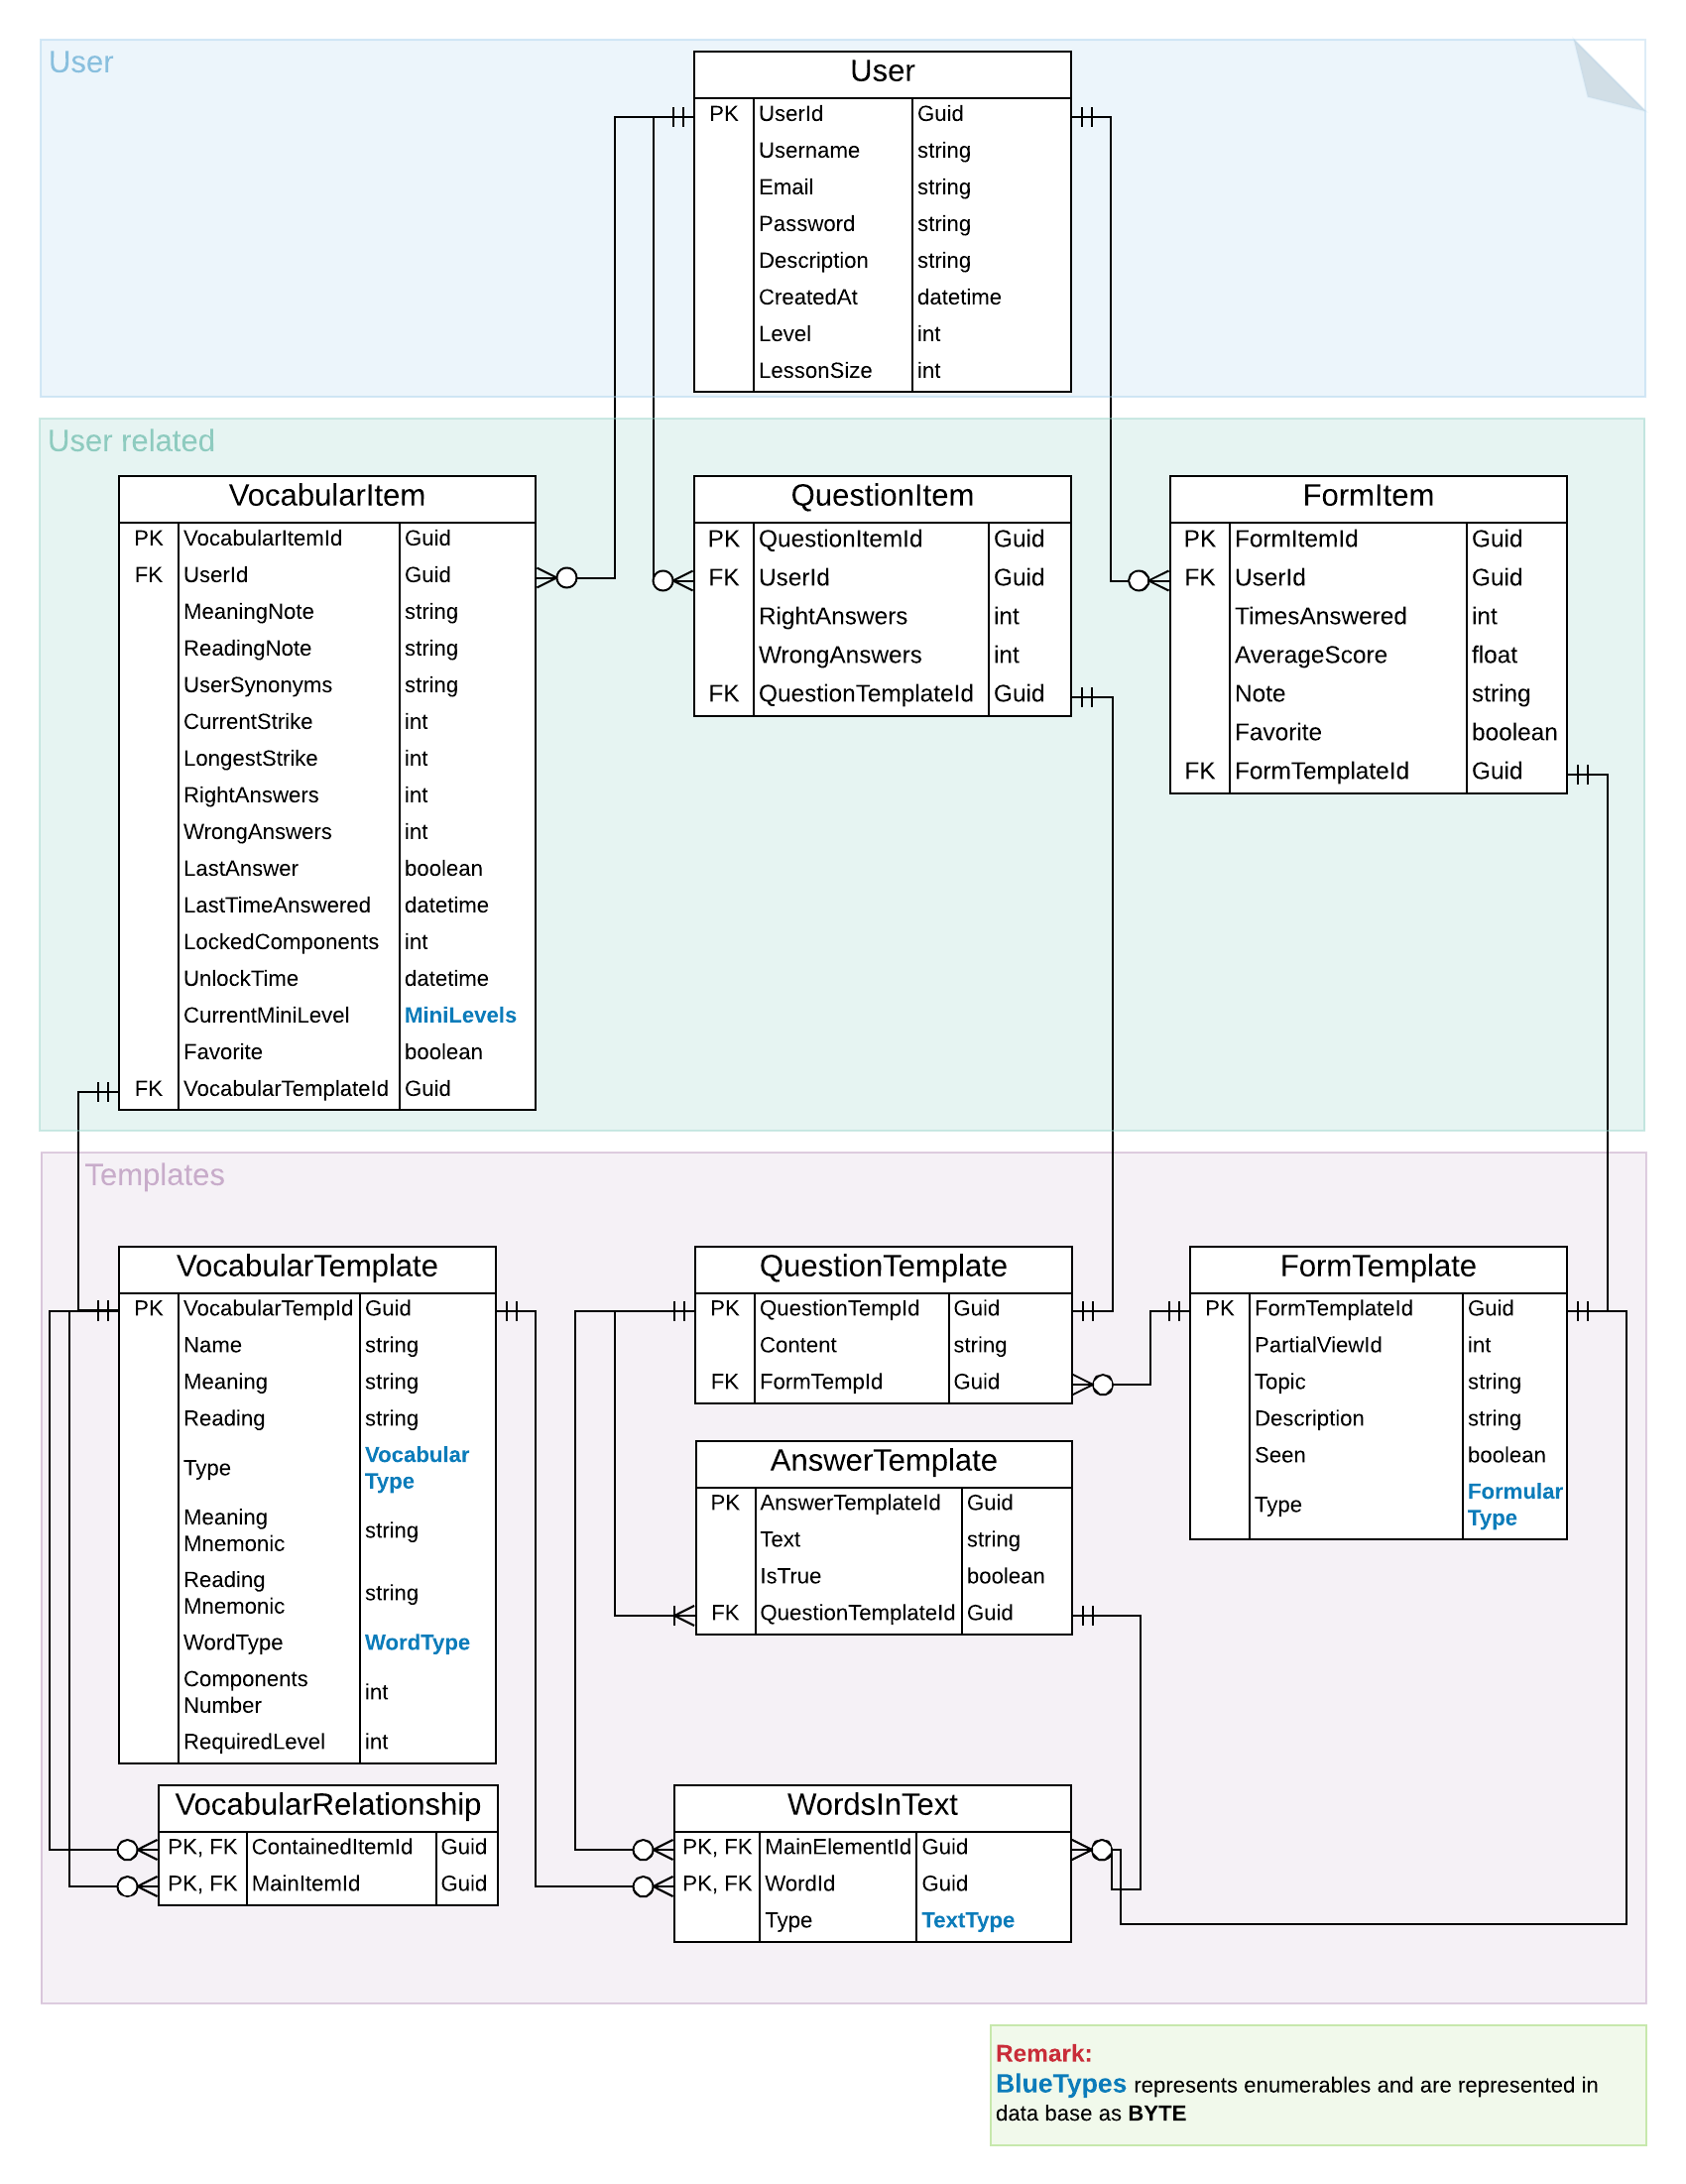 User
User
PK UserId Guid
Username string
Email string
Password string
Description string
CreatedAt datetime
Level int
LessonSize int
User related
VocabularItem
PK VocabularItemId Guid
FK UserId Guid
MeaningNote string
ReadingNote string
UserSynonyms string
CurrentStrike int
LongestStrike int
RightAnswers int
WrongAnswers int
LastAnswer boolean
LastTimeAnswered datetime
LockedComponents int
UnlockTime datetime
CurrentMiniLevel MiniLevels
Favorite boolean
FK VocabularTemplateId Guid
QuestionItem
PK QuestionItemId Guid
FK UserId Guid
RightAnswers int
WrongAnswers int
FK QuestionTemplateId Guid
FormItem
PK FormItemId Guid
FK UserId Guid
TimesAnswered int
AverageScore float
Note string
Favorite boolean
FK FormTemplateId Guid
Templates
VocabularTemplate
PK VocabularTempId Guid
Name string
Meaning string
Reading string
Type Vocabular
Type
Meaning
Mnemonic string
Reading
Mnemonic string
WordType WordType
Components
Number int
RequiredLevel int
QuestionTemplate
PK QuestionTempId Guid
Content string
FK FormTempId Guid
FormTemplate
PK FormTemplateId Guid
PartialViewId int
Topic string
Description string
Seen boolean
Type Formular
Type
AnswerTemplate
PK AnswerTemplateId Guid
Text string
IsTrue boolean
FK QuestionTemplateId Guid
VocabularRelationship
PK, FK ContainedItemId Guid
PK, FK MainItemId Guid
WordsInText
PK, FK MainElementId Guid
PK, FK WordId Guid
Type TextType
Remark:
BlueTypes represents enumerables and are represented in
data base as BYTE